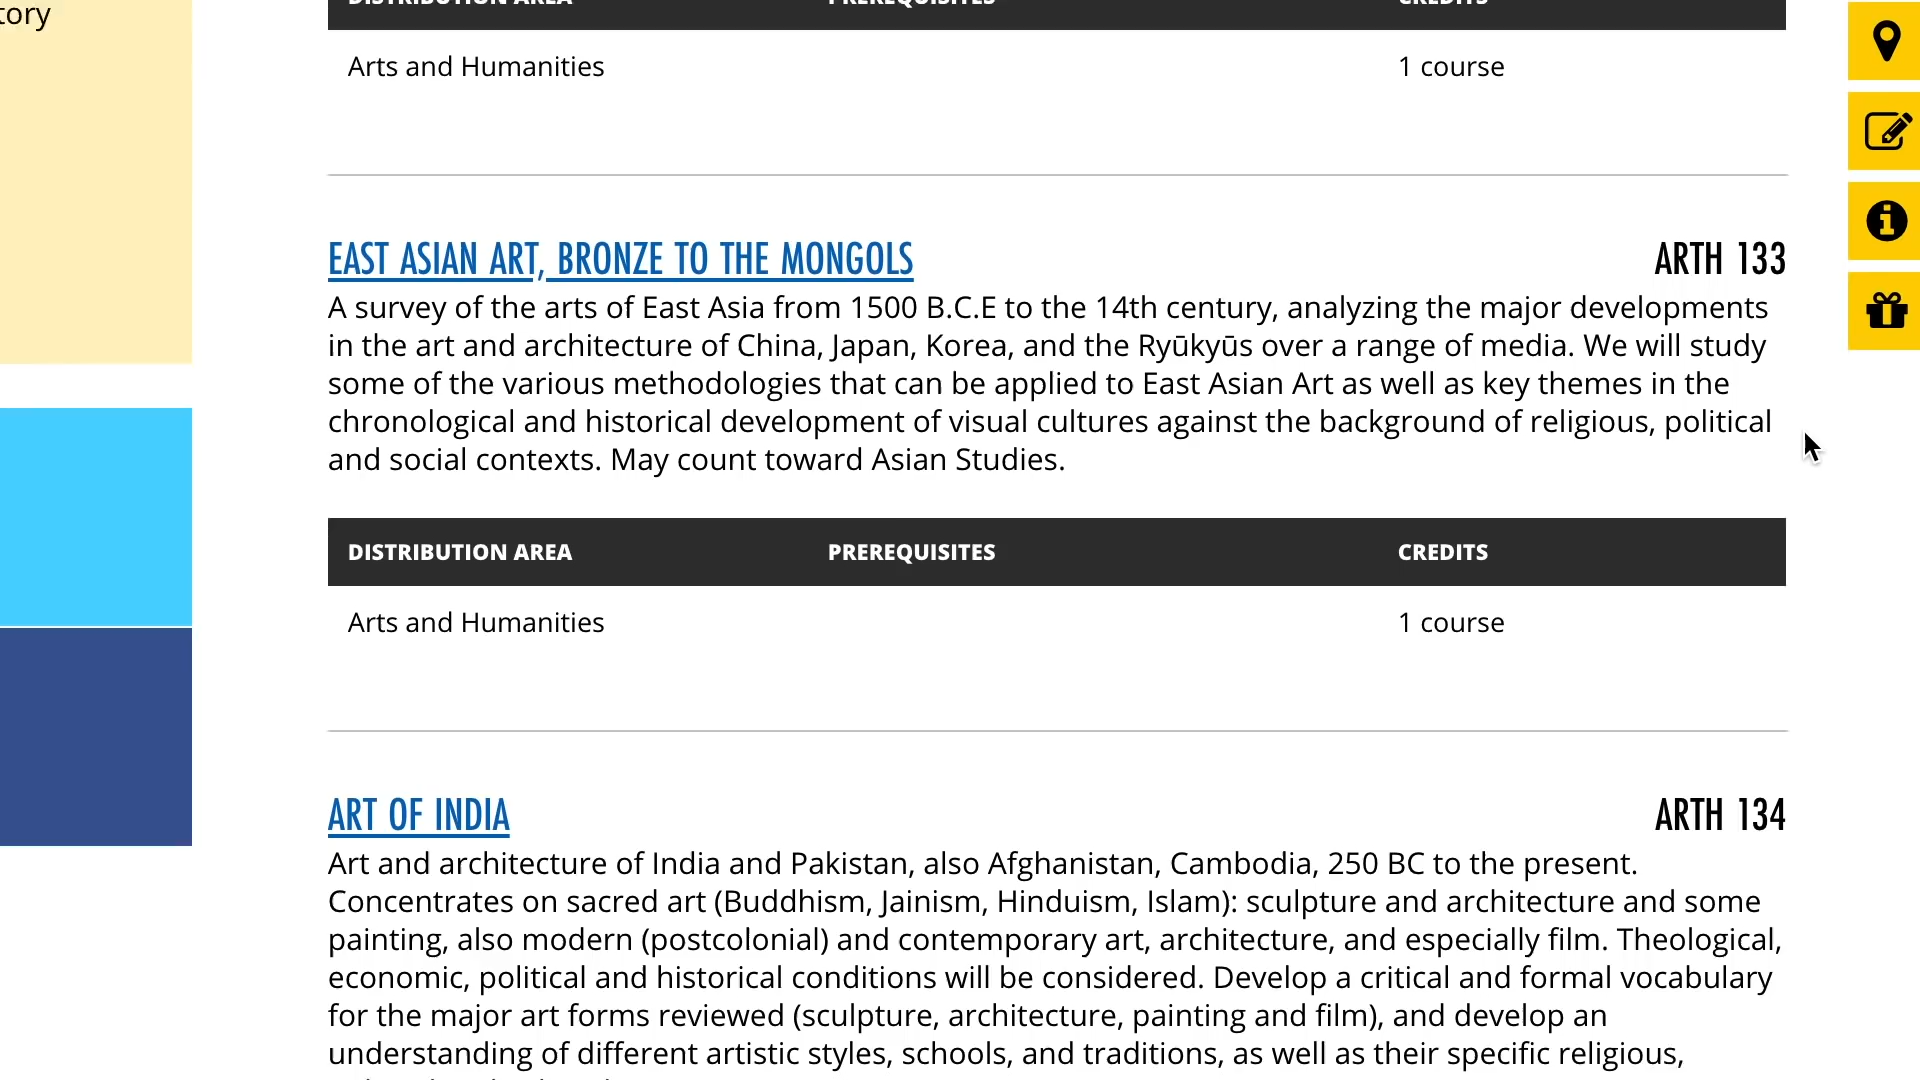 tory
DISTRIBUTION AREA PREREQUISITES CREDITS
Arts and Humanities 1 course
EAST ASIAN ART, BRONZE TO THE MONGOLS ARTH 133
A survey of the arts of East Asia from 1500 B.C.E to the 14th century, analyzing the major developments
in the art and architecture of China, Japan, Korea, and the Ryūkyūs over a range of media. We will study
some of the various methodologies that can be applied to East Asian Art as well as key themes in the
chronological and historical development of visual cultures against the background of religious, political
and social contexts. May count toward Asian Studies.
DISTRIBUTION AREA PREREQUISITES CREDITS
Arts and Humanities 1 course
ART OF INDIA ARTH 134
Art and architecture of India and Pakistan, also Afghanistan, Cambodia, 250 BC to the present.
Concentrates on sacred art (Buddhism, Jainism, Hinduism, Islam): sculpture and architecture and some
painting, also modern (postcolonial) and contemporary art, architecture, and especially film. Theological,
economic, political and historical conditions will be considered. Develop a critical and formal vocabulary
for the major art forms reviewed (sculpture, architecture, painting and film), and develop an
understanding of different artistic styles, schools, and traditions, as well as their specific religious,